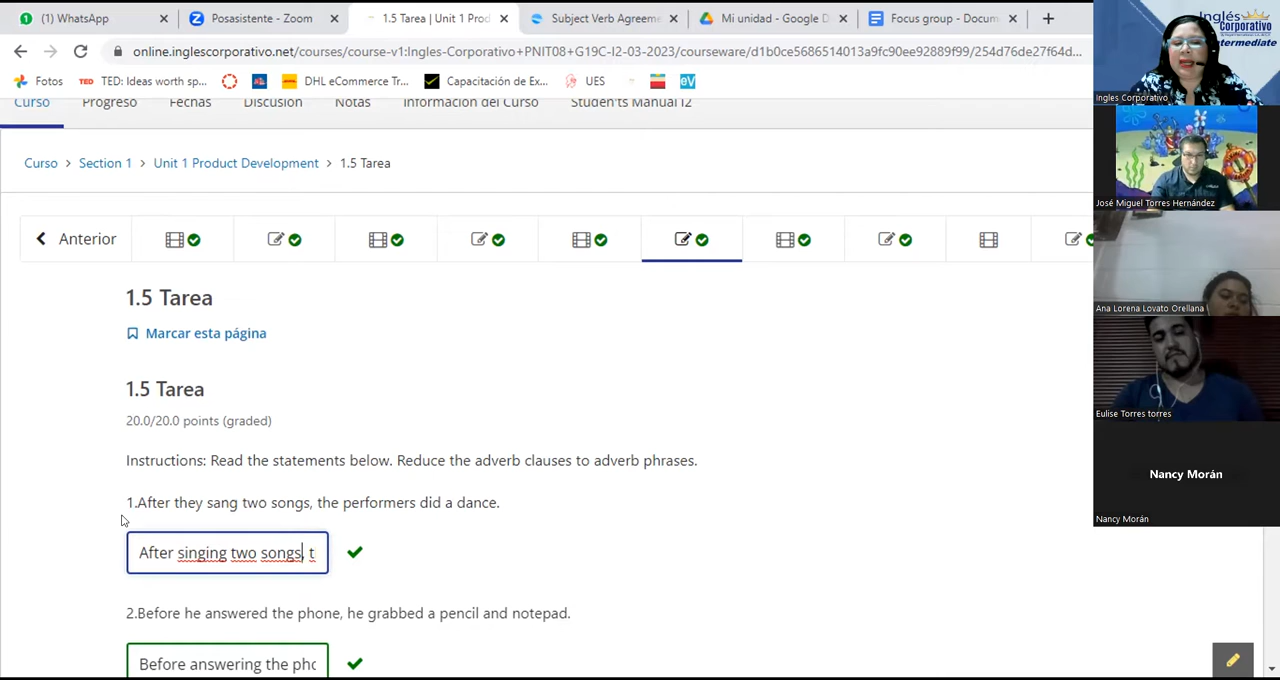 (1) WhatsApp
Posasistente - Zoom
1.5 Tarea | Unit 1 Prod
Subject Verb Agreeme
Mi unidad - Google D
Focus group - Docum
online.inglescorporativo.net/courses/course-v1:Ingles-Corporativo+PNIT08+G19C-I2-03-2023/courseware/d1b0ce5686514013a9fc90ee92889f99/254d76de27f64d...
Fotos
TED: Ideas worth sp...
DHL eCommerce Tr...
Capacitación de Ex...
UES
Curso
Progreso
Fechas
Discusión
Notas
Información del Curso
Studen'ts Manual I2
Curso > Section 1 > Unit 1 Product Development > 1.5 Tarea
Anterior
1.5 Tarea
Marcar esta página
1.5 Tarea
20.0/20.0 points (graded)
Instructions: Read the statements below. Reduce the adverb clauses to adverb phrases.
1.After they sang two songs, the performers did a dance.
After singing two songs, t
2.Before he answered the phone, he grabbed a pencil and notepad.
Before answering the pho
Inglés
Corporativo
Intermediate
Ingles Corporativo
José Miguel Torres Hernández
Ana Lorena Lovato Orellana
Eulise Torres torres
Nancy Morán
Nancy Morán